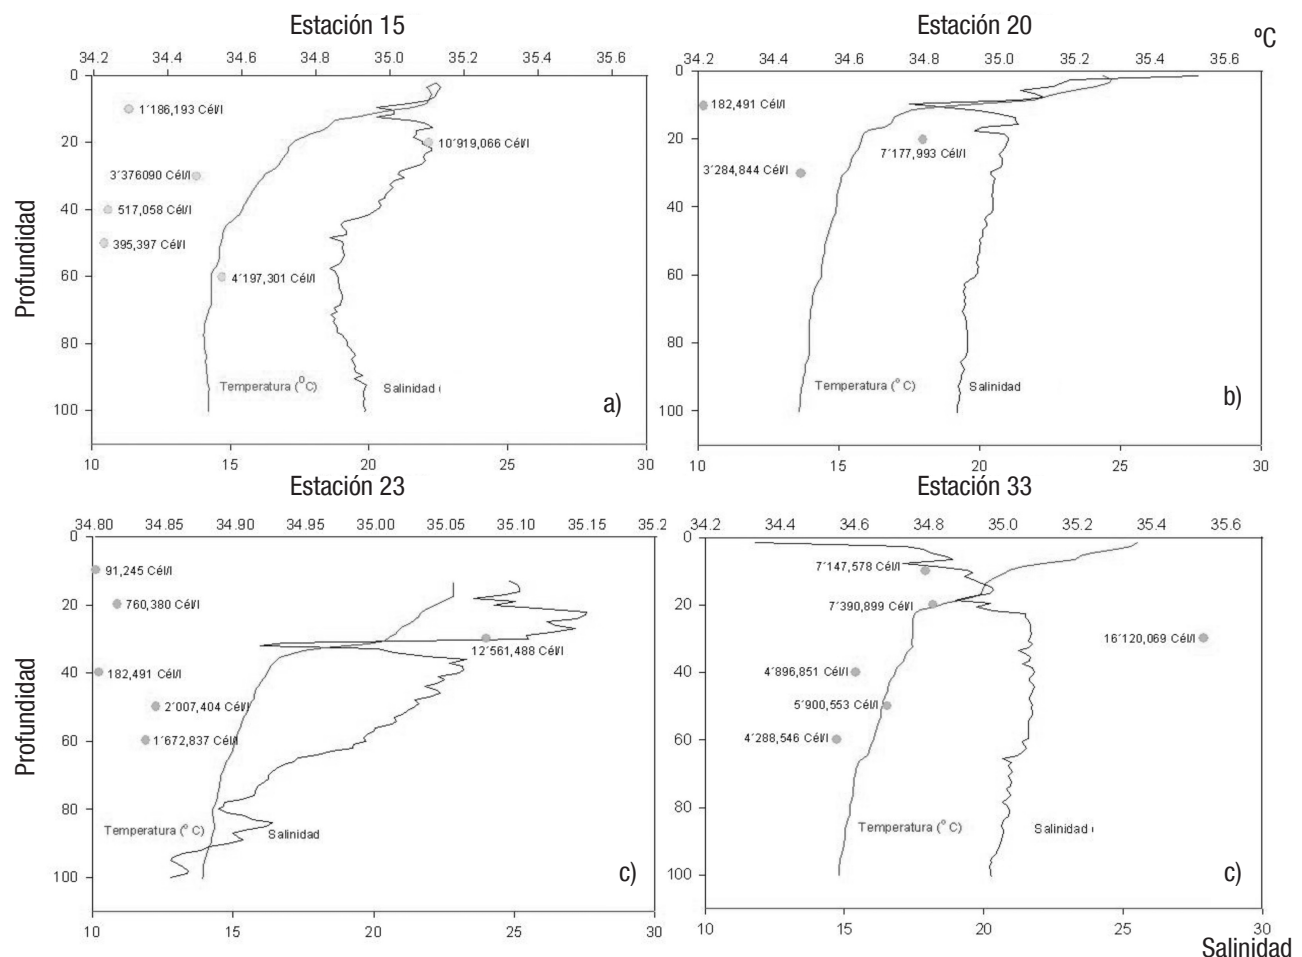 Estación 15
34.2 34.4 34.6 34.8 35.0 35.2 35.4 35.6
0
20
40
60
80
100
Profundidad
1´186,193 Cél/l
10´919,066 Cél/l
3´376090 Cél/l
517,058 Cél/l
395,397 Cél/l
4´197,301 Cél/l
Temperatura (°C)
Salinidad
a)
10 15 20 25 30
Estación 20
°C
34.2 34.4 34.6 34.8 35.0 35.2 35.4 35.6
0
20
40
60
80
100
182,491 Cél/l
7´177,993 Cél/l
3´284,844 Cél/l
Temperatura (° C)
Salinidad
b)
10 15 20 25 30
Estación 23
34.80 34.85 34.90 34.95 35.00 35.05 35.10 35.15 35.2
0
20
40
60
80
100
Profundidad
91,245 Cél/l
760,380 Cél/l
12´561,488 Cél/l
182,491 Cél/l
2´007,404 Cél/l
1´672,837 Cél/l
Temperatura (° C)
Salinidad
c)
10 15 20 25 30
Estación 33
34.2 34.4 34.6 34.8 35.0 35.2 35.4 35.6
0
20
40
60
80
100
7´147,578 Cél/l
7´390,899 Cél/l
16´120,069 Cél/l
4´896,851 Cél/l
5´900,553 Cél/l
4´288,546 Cél/l
Temperatura (° C)
Salinidad
c)
10 15 20 25 30
Salinidad